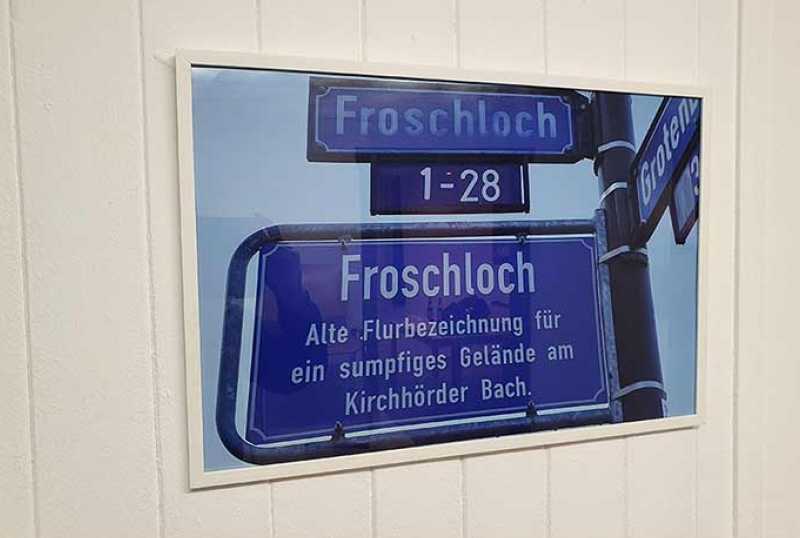 Froschloch
1-28
Froschloch
Alte Flurbezeichnung für
ein sumpfiges Gelände am
Kirchhörder Bach.